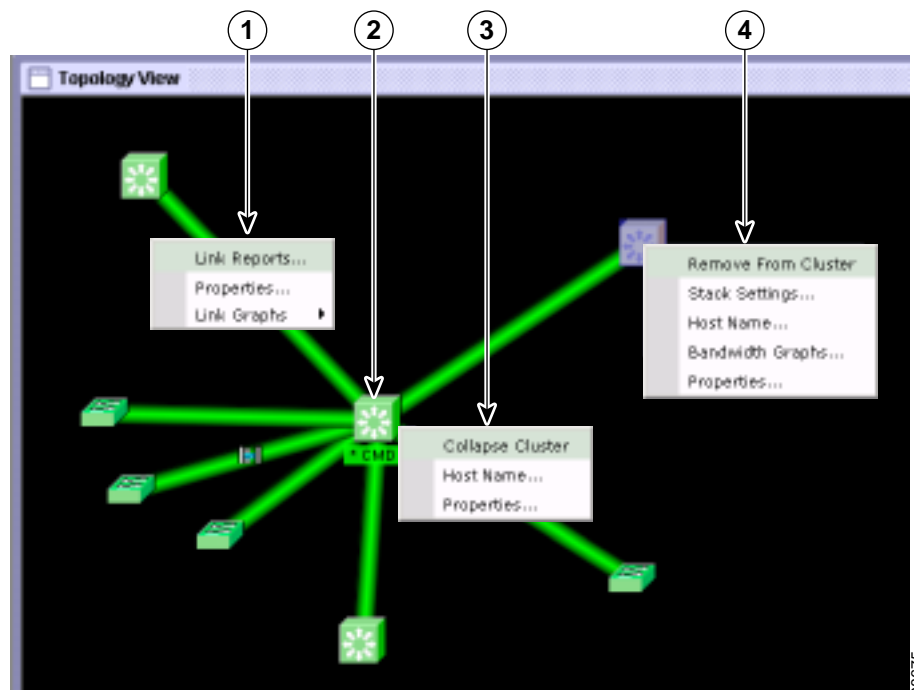 1 2 3 4
Topology View
Link Reports...
Properties...
Link Graphs
Remove From Cluster
Stack Settings...
Host Name...
Bandwidth Graphs...
Properties...
* CMD
Collapse Cluster
Host Name...
Properties...